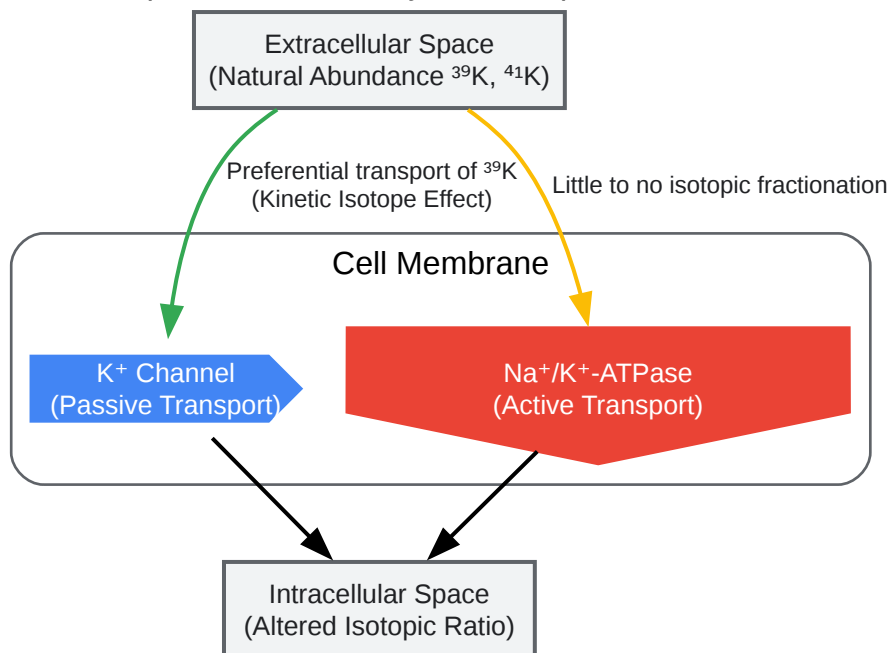 Extracellular Space
(Natural Abundance ³⁹K, ⁴¹K)
Preferential transport of ³⁹K
(Kinetic Isotope Effect)
Little to no isotopic fractionation
Cell Membrane
K⁺ Channel
(Passive Transport)
Na⁺/K⁺-ATPase
(Active Transport)
Intracellular Space
(Altered Isotopic Ratio)